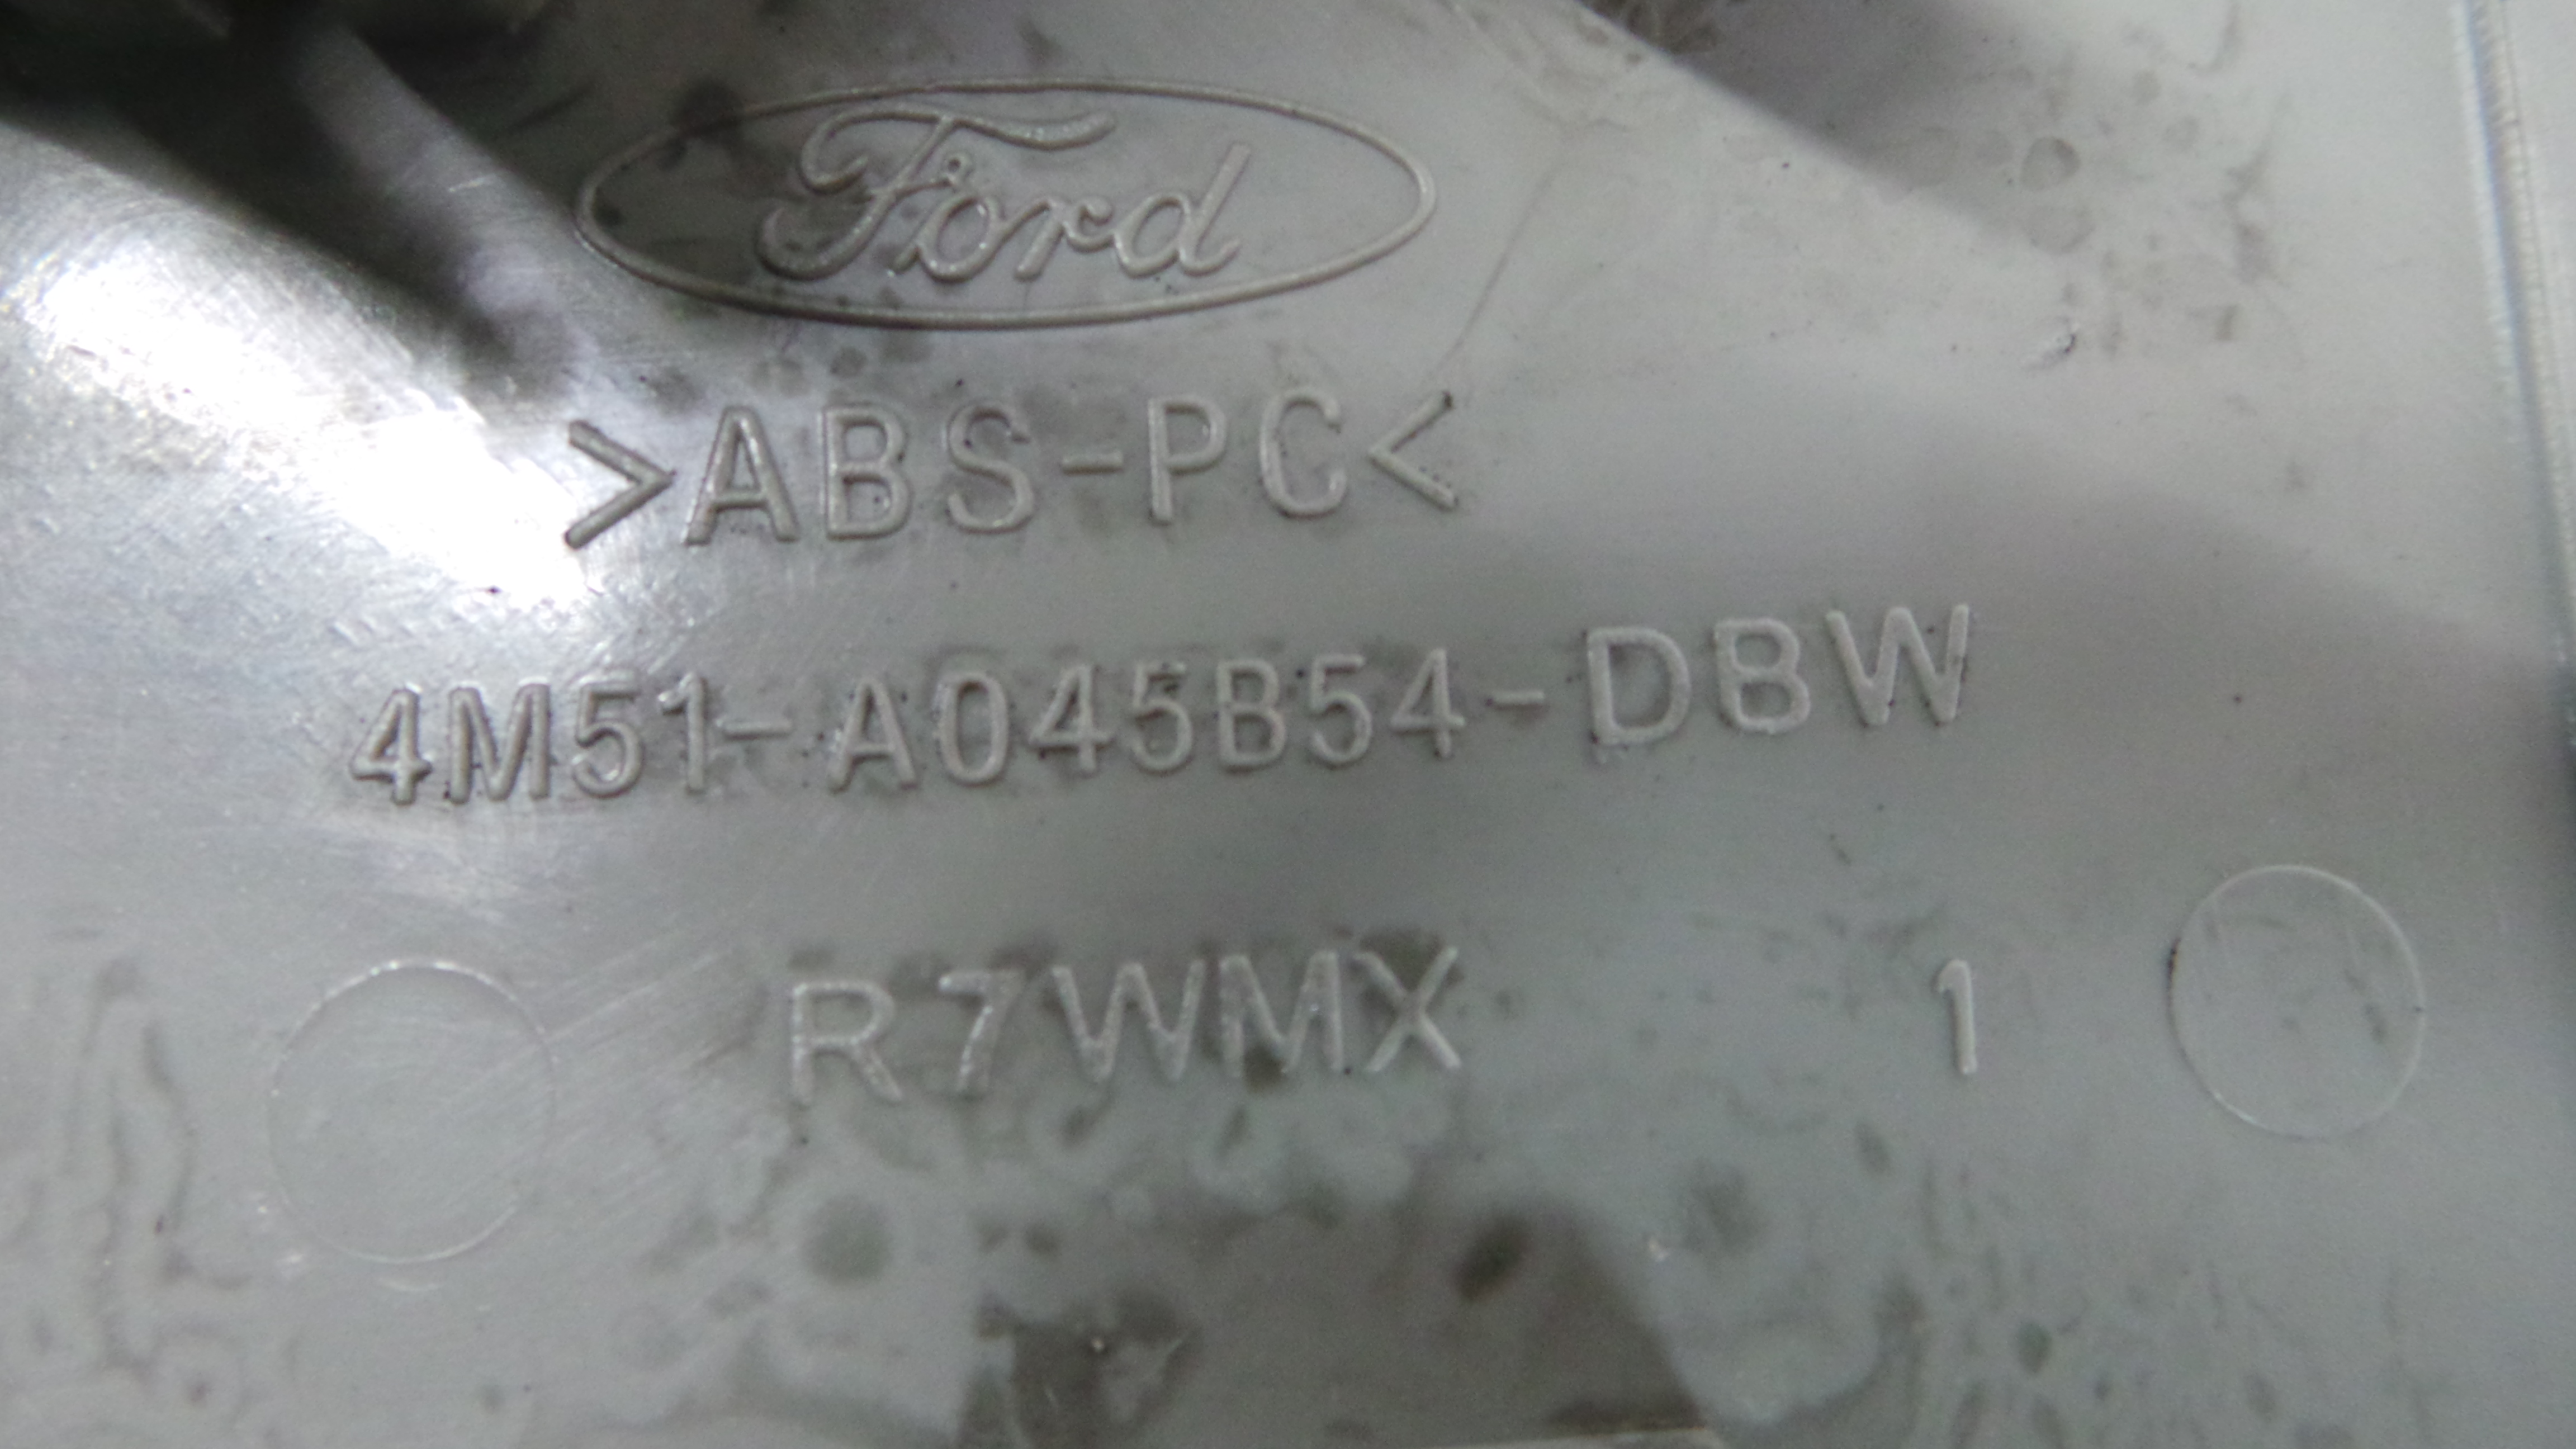 Ford
>ABS-PC<
4M51-A045B54-DBW
R7WMX 1